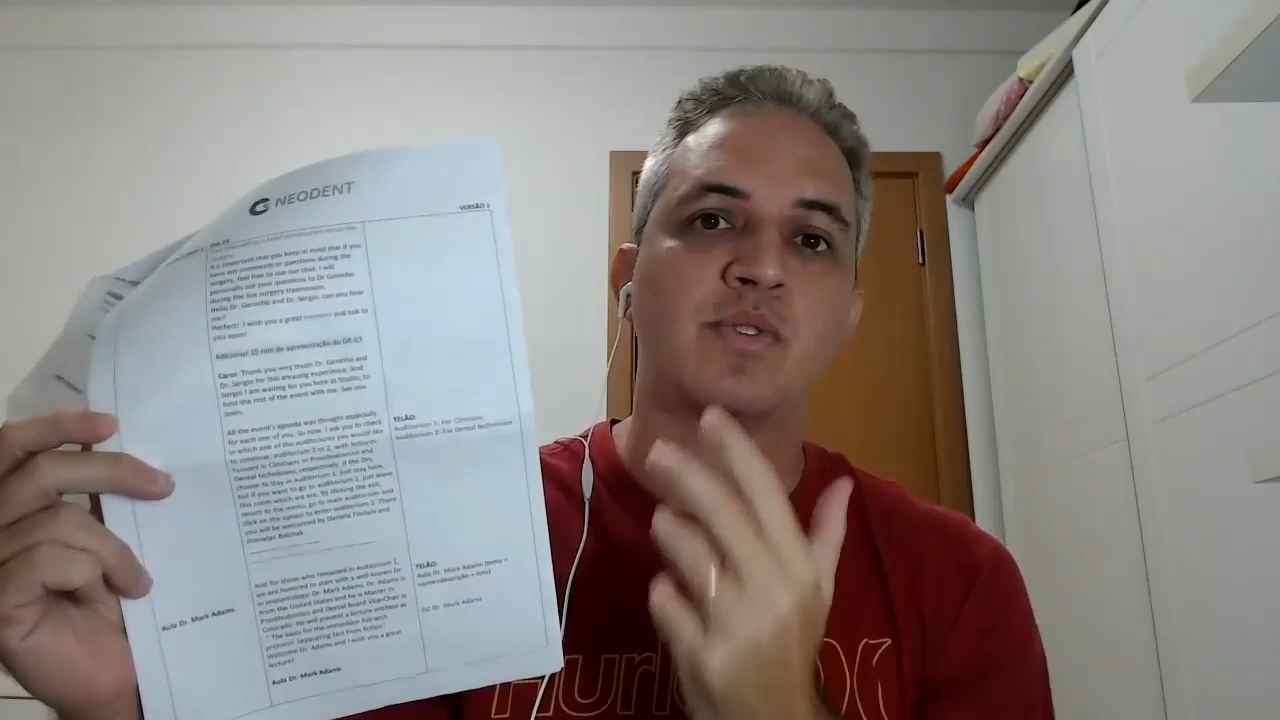 NEODENT
VERSÃO 1
surgery.
It is important that you keep in mind that if you
have any comments or questions during the
surgery, feel free to use our chat. I will
personally ask your questions to Dr Geninho
during the live surgery trasmission.
Hello Dr. Geninho and Dr. Sergio, can you hear
me?
Perfect! I wish you a great moment and talk to
you soon!
Adicionar 15 min de apresentação do DR GT
Carol: Thank you very much Dr. Geninho and
Dr. Sergio for this amazing experience. And
Sergio I am waiting for you here at Studio, to
host the rest of the event with me. See you
soon.
All the event's agenda was thought especially
for each one of you. So now, I ask you to check
in which one of the auditoriums you would like
to continue: auditorium 1 or 2, with lectures
focused in Clinicians or Prosthodontics and
Dental technicians, respectively. If the Drs.
choose to Stay in auditorium 1, just stay here,
but if you want to go to auditorium 2, just leave
this room which we are, by clicking the exit,
return to the menu, go to main auditorium and
click on the option to enter auditorium 2. There
you will be welcomed by Daniela Floriani and
Jhonatan Balchak.
TELÃO:
Auditorium 1: For Clinicians
Auditorium 2: For Dental technicians
Aula Dr. Mark Adams
And for those who remained in Auditorium 1,
we are honored to start with a well-known Dr
in implantology: Dr. Mark Adams. Dr. Adams is
from the United States and he is Master in
Prosthodontics and Dental Board Vice-Chair in
Colorado. He will present a lecture entitled as
" The basis for the immediate full-arch
protocol: Separating fact from fiction"
Welcome Dr. Adams and I wish you a great
lecture!
Aula Dr. Mark Adams
TELÃO:
Aula Dr. Mark Adams (tema +
nome+descrição + foto)
GC Dr. Mark Adams
Hurl